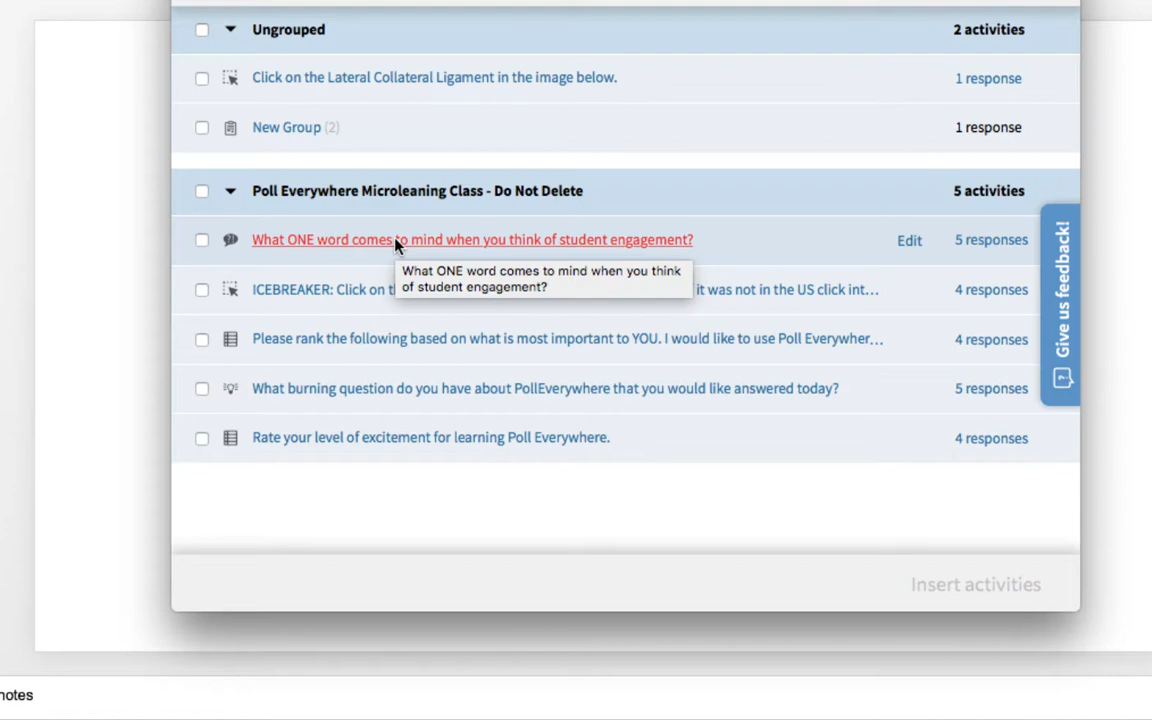 Ungrouped 2 activities
Click on the Lateral Collateral Ligament in the image below. 1 response
New Group (2) 1 response
Poll Everywhere Microleaning Class - Do Not Delete 5 activities
What ONE word comes to mind when you think of student engagement? Edit 5 responses
What ONE word comes to mind when you think
of student engagement?
ICEBREAKER: Click on t it was not in the US click int... 4 responses
Please rank the following based on what is most important to YOU. I would like to use Poll Everywher... 4 responses
What burning question do you have about PollEverywhere that you would like answered today? 5 responses
Rate your level of excitement for learning Poll Everywhere. 4 responses
Give us feedback!
Insert activities
notes